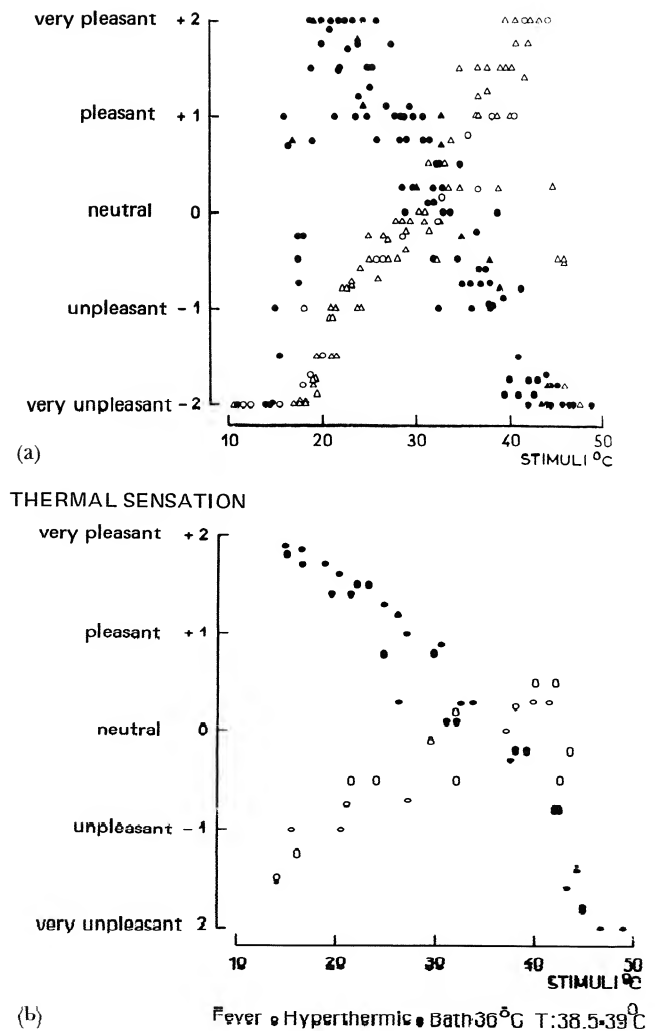 very pleasant + 2
pleasant + 1
neutral 0
unpleasant - 1
very unpleasant - 2
10 20 30 40 50
STIMULI °C
(a)
THERMAL SENSATION
very pleasant + 2
pleasant + 1
neutral 0
unpleasant - 1
very unpleasant 2
10 20 30 40 50
STIMULI °C
(b) Fever o Hyperthermic • Bath 36°C T: 38.5-39°C